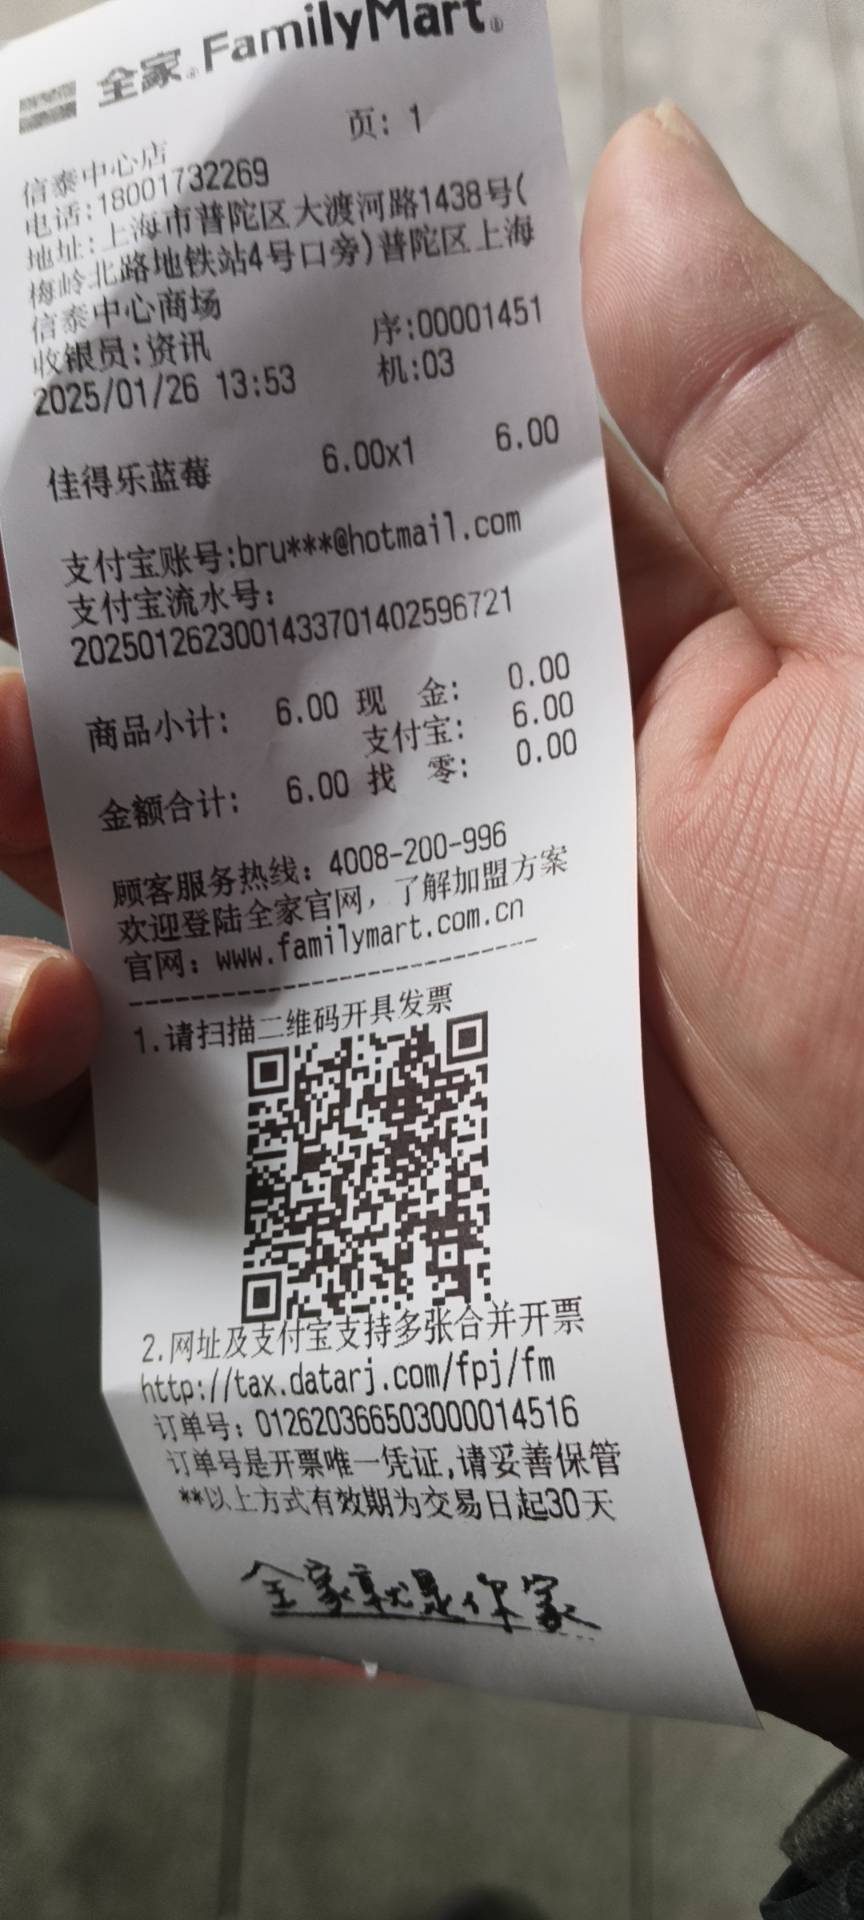 全家 FamilyMart
页: 1
信泰中心店
电话:18001732269
地址:上海市普陀区大渡河路1438号(
梅岭北路地铁站4号口旁)普陀区上海
信泰中心商场
收银员:资讯 序:00001451
2025/01/26 13:53 机:03
佳得乐蓝莓 6.00x1 6.00
支付宝账号:bru***@hotmail.com
支付宝流水号:
2025012623001433701402596721
商品小计: 6.00 现 金: 0.00
支付宝: 6.00
金额合计: 6.00 找 零: 0.00
顾客服务热线: 4008-200-996
欢迎登陆全家官网，了解加盟方案
官网: www.familymart.com.cn
1.请扫描二维码开具发票
2.网址及支付宝支持多张合并开票
http://tax.datarj.com/fpj/fm
订单号: 012620366503000014516
订单号是开票唯一凭证,请妥善保管
**以上方式有效期为交易日起30天
全家就是你家